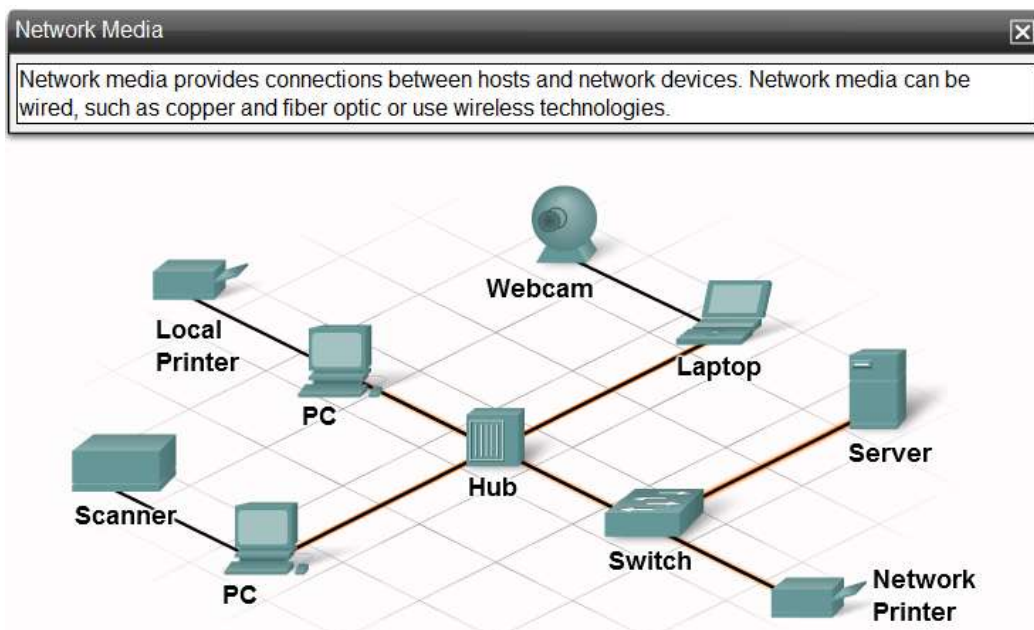 Network Media
Network media provides connections between hosts and network devices. Network media can be
wired, such as copper and fiber optic or use wireless technologies.
Webcam
Local
Printer
Laptop
PC
Server
Hub
Scanner
Switch
Network
Printer
PC